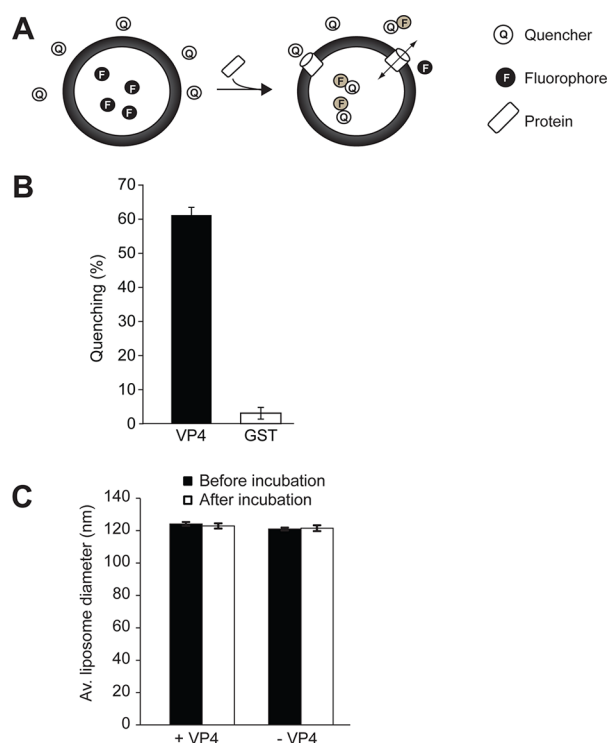 A
Q
Q
Q
Q
Q
F
F
F
F
Q
Q
Q
F
F
F
Q
F
Q
Q Quencher
F Fluorophore
Protein
B
Quenching (%)
70
60
50
40
30
20
10
0
VP4 GST
C
Before incubation
After incubation
Av. liposome diameter (nm)
140
120
100
80
60
40
20
0
+ VP4 - VP4